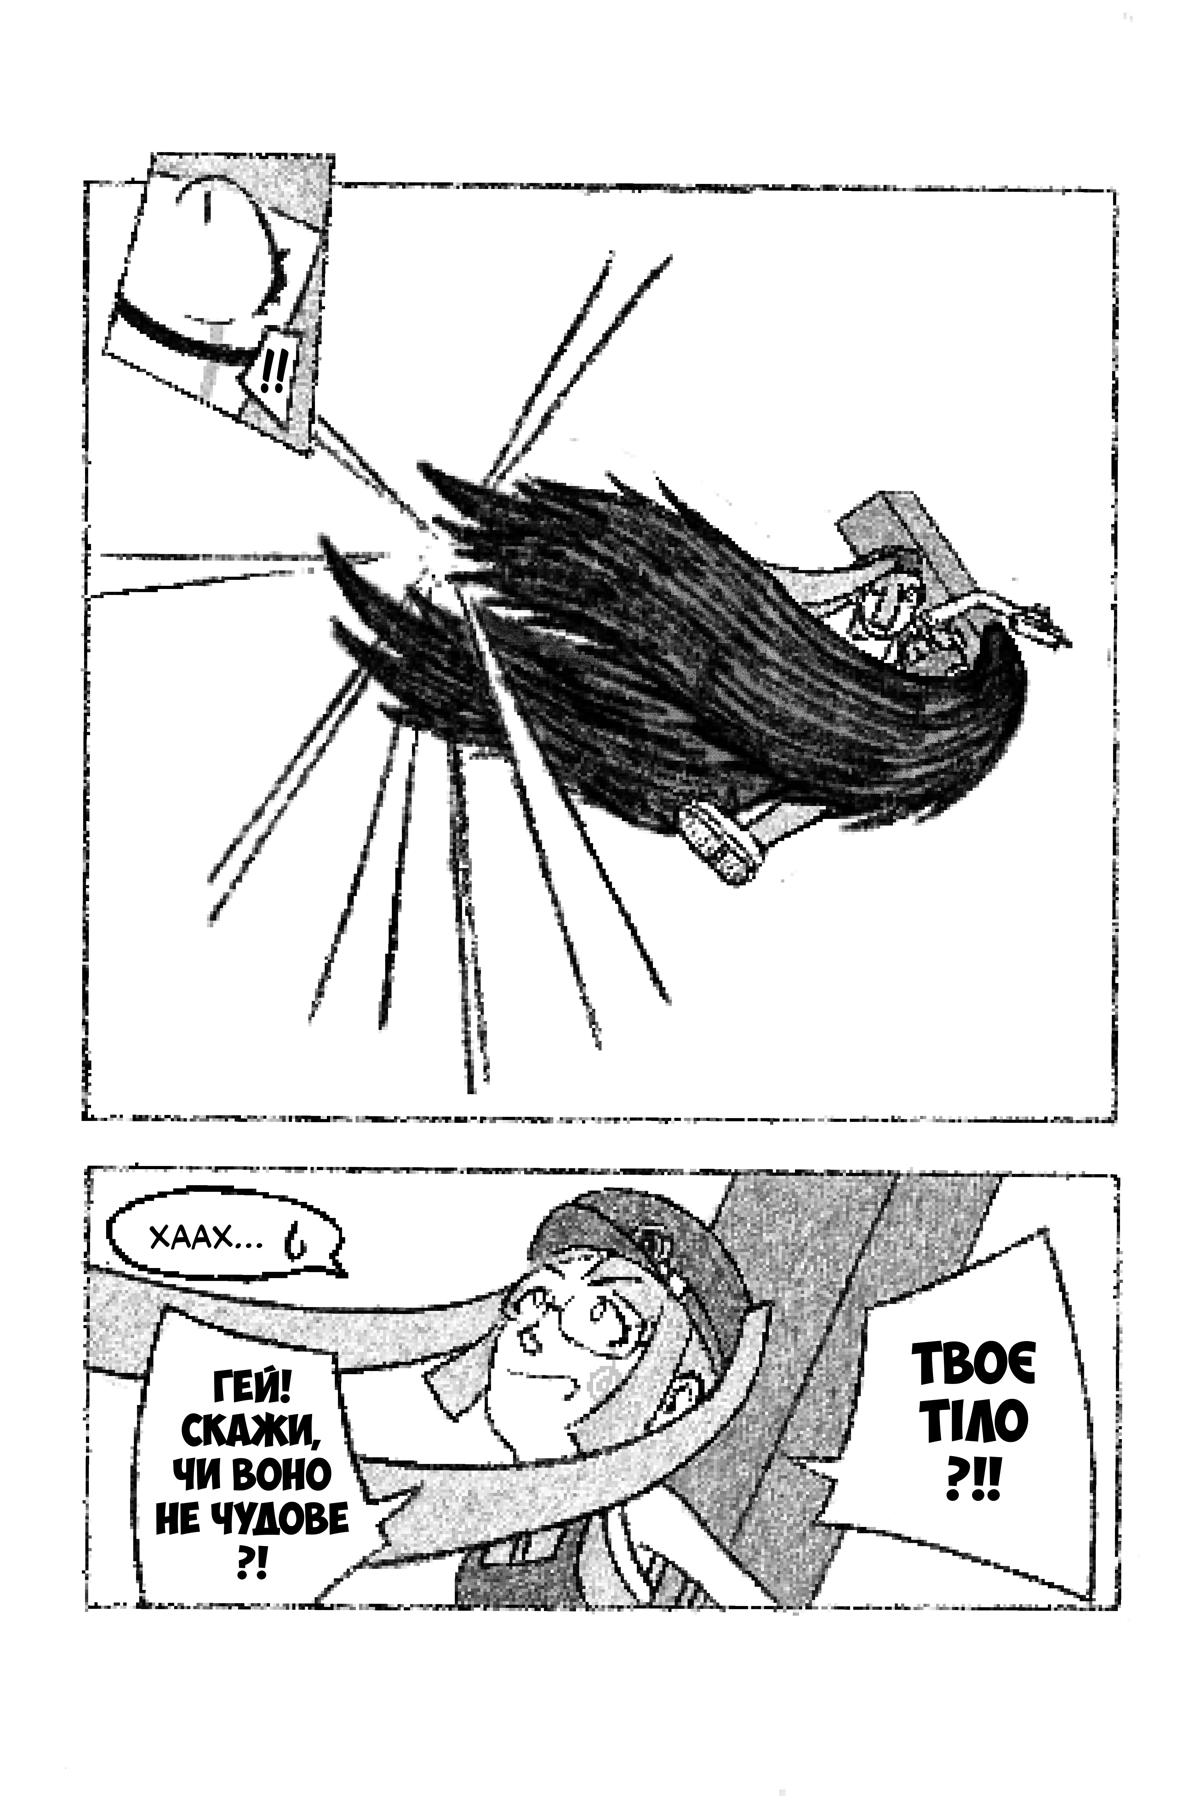 !!
ХААХ...
ТВОЄ
ТІЛО
?!!
ГЕЙ!
СКАЖИ,
ЧИ ВОНО
НЕ ЧУДОВЕ
?!